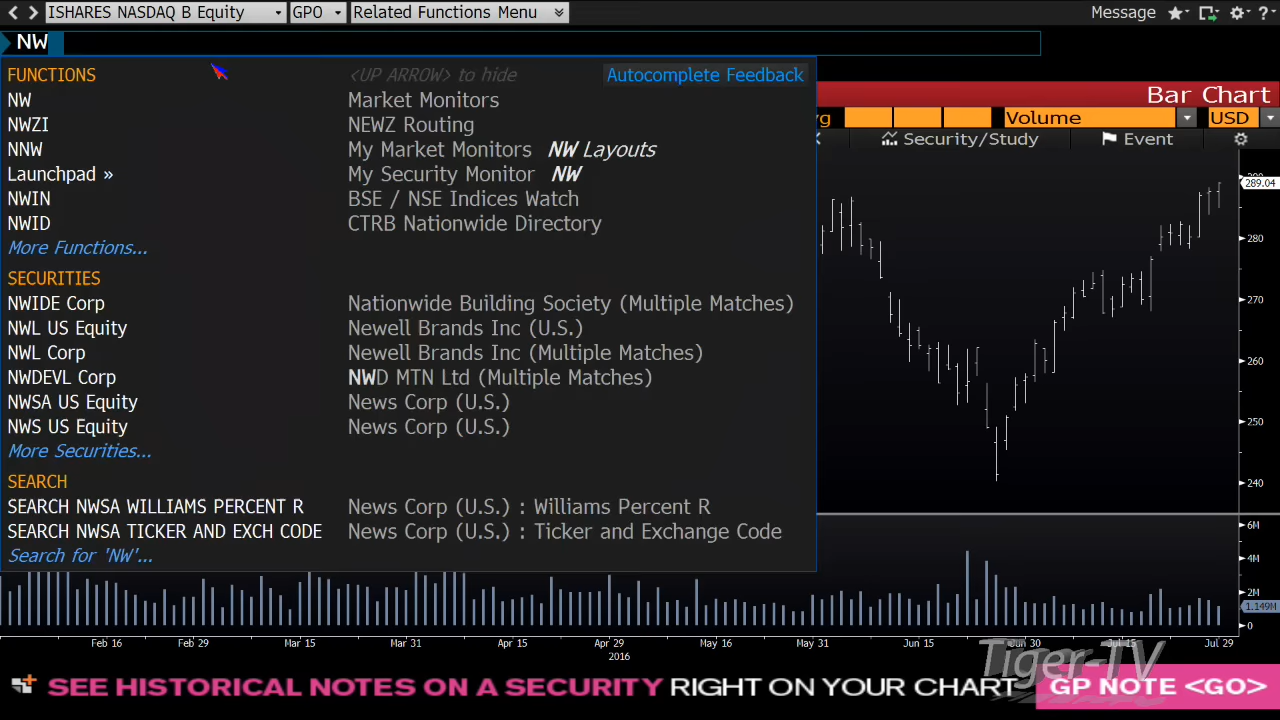 ISHARES NASDAQ B Equity GPO Related Functions Menu Message ?
NW
FUNCTIONS <UP ARROW> to hide Autocomplete Feedback
NW Market Monitors
NWZI NEWZ Routing
NNW My Market Monitors NW Layouts
Launchpad » My Security Monitor NW
NWIN BSE / NSE Indices Watch
NWID CTRB Nationwide Directory
More Functions...
SECURITIES
NWIDE Corp Nationwide Building Society (Multiple Matches)
NWL US Equity Newell Brands Inc (U.S.)
NWL Corp Newell Brands Inc (Multiple Matches)
NWDEVL Corp NWD MTN Ltd (Multiple Matches)
NWSA US Equity News Corp (U.S.)
NWS US Equity News Corp (U.S.)
More Securities...
SEARCH
SEARCH NWSA WILLIAMS PERCENT R News Corp (U.S.) : Williams Percent R
SEARCH NWSA TICKER AND EXCH CODE News Corp (U.S.) : Ticker and Exchange Code
Search for 'NW'...
Bar Chart
Volume USD
Security/Study Event
289.04
280
270
260
250
240
6M
4M
2M
1.149M
0
Feb 16 Feb 29 Mar 15 Mar 31 Apr 15 Apr 29 May 16 May 31 Jun 15 Jun 30 Jul 15 Jul 29
2016
Tiger-TV
SEE HISTORICAL NOTES ON A SECURITY RIGHT ON YOUR CHART GP NOTE <GO>